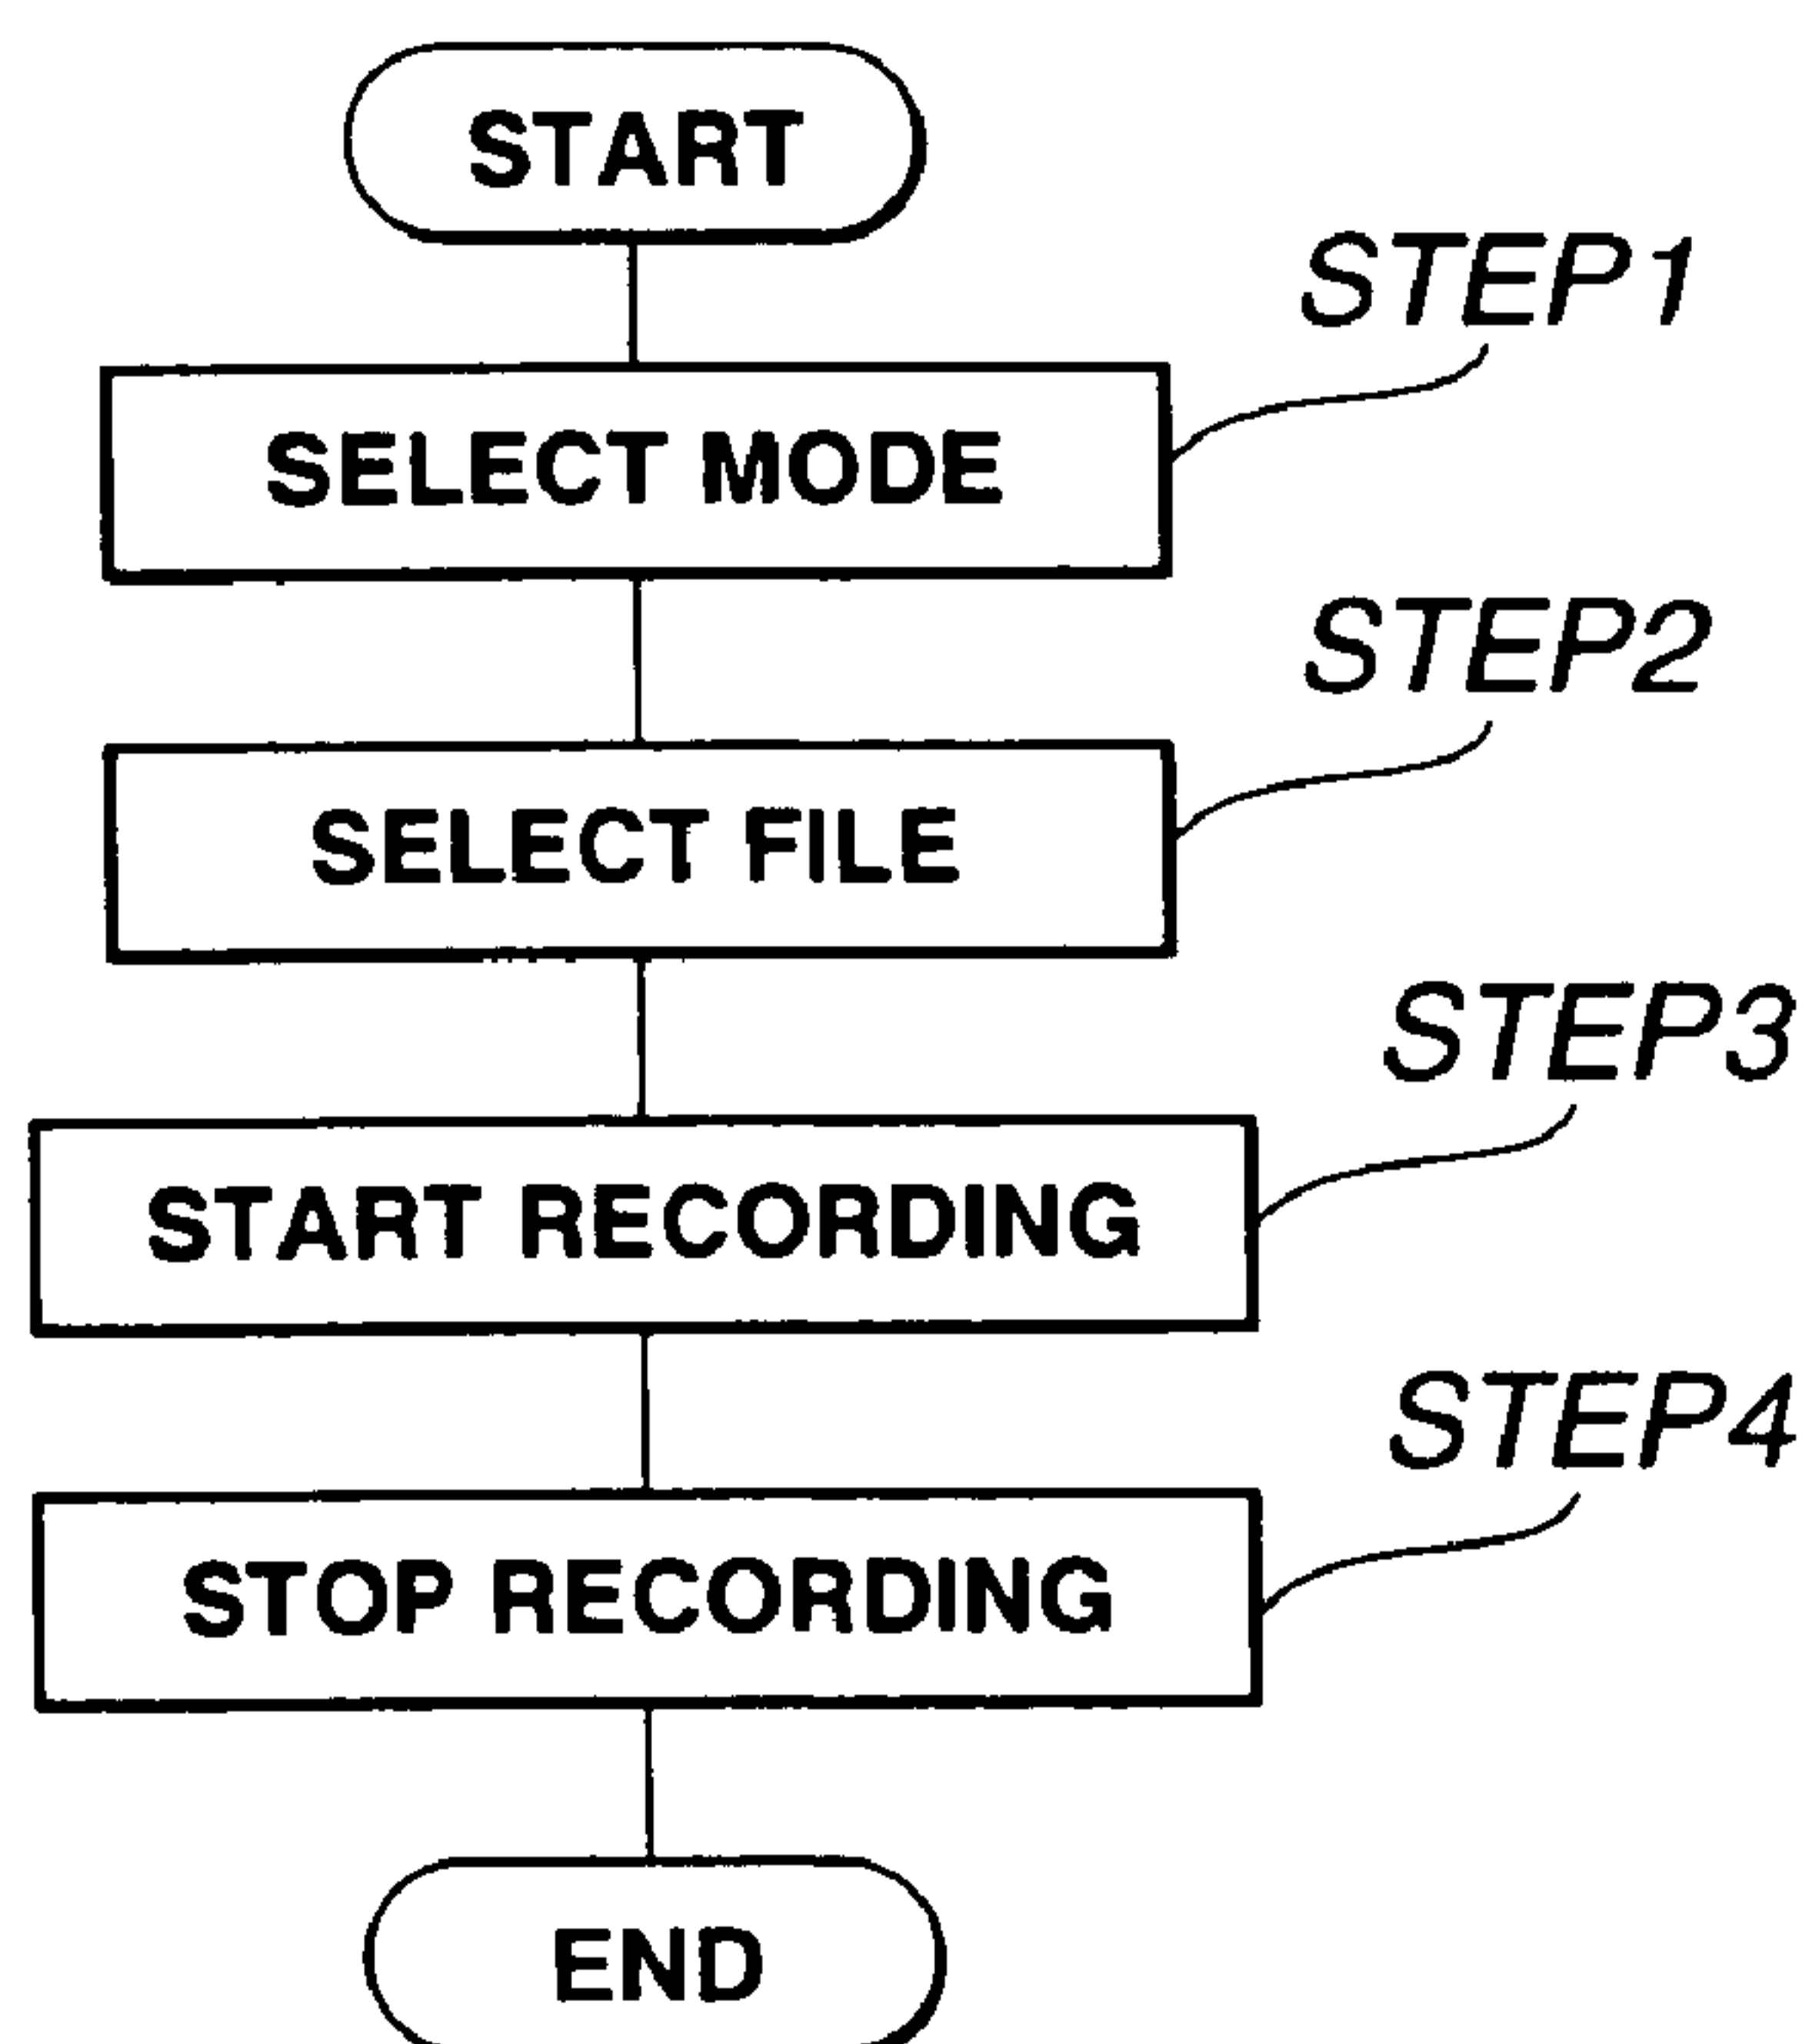 START
STEP1
SELECT MODE
STEP2
SELECT FILE
STEP3
START RECORDING
STEP4
STOP RECORDING
END